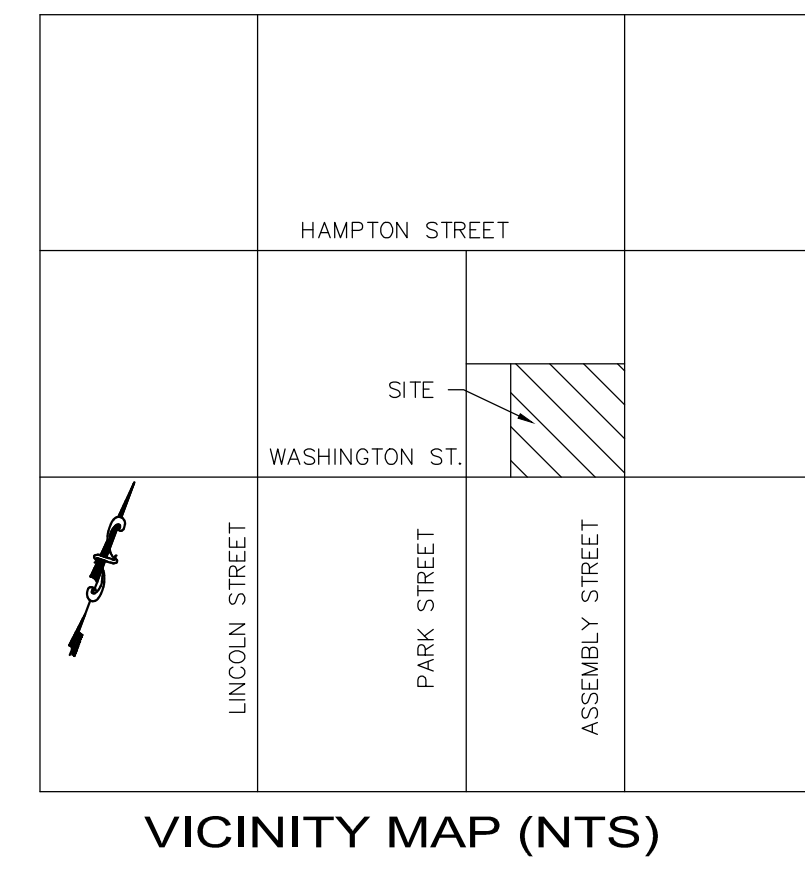 HAMPTON STREET
SITE
WASHINGTON ST.
LINCOLN STREET
PARK STREET
ASSEMBLY STREET
VICINITY MAP (NTS)